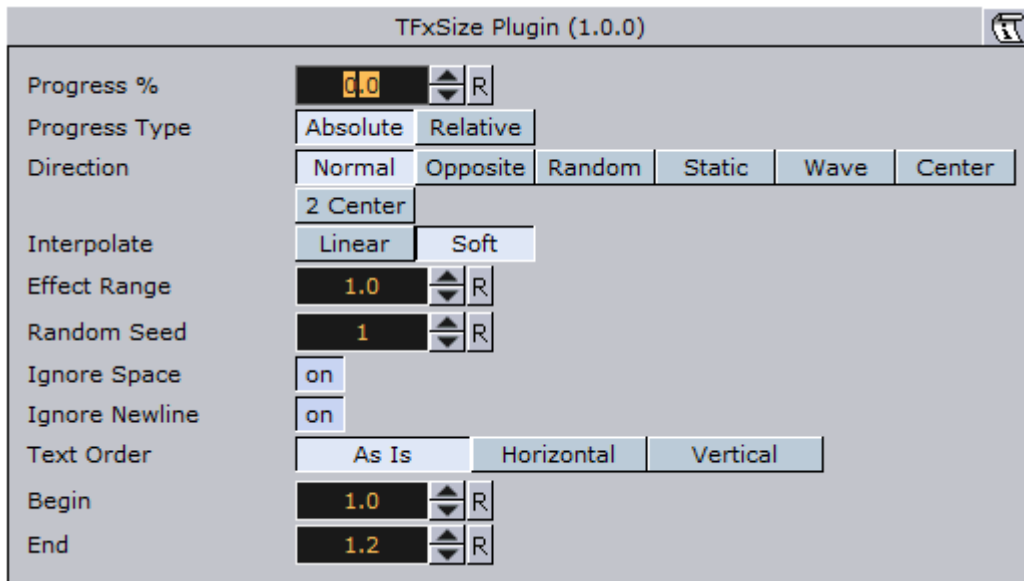 TFxSize Plugin (1.0.0)
Progress % 0.0 R
Progress Type Absolute Relative
Direction Normal Opposite Random Static Wave Center
2 Center
Interpolate Linear Soft
Effect Range 1.0 R
Random Seed 1 R
Ignore Space on
Ignore Newline on
Text Order As Is Horizontal Vertical
Begin 1.0 R
End 1.2 R